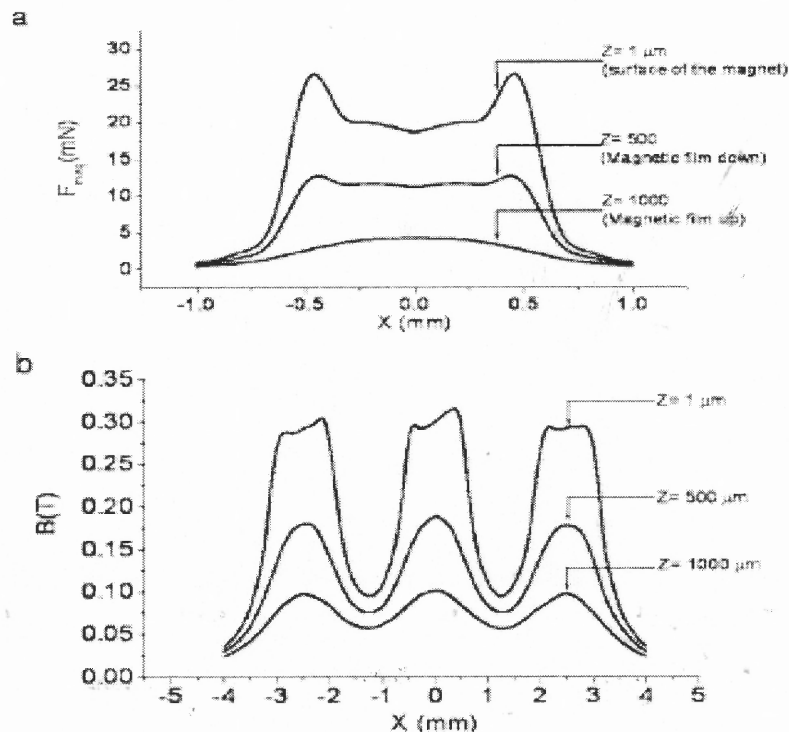 a
30
25
20
15
10
5
0
F mag (mN)
Z= 1 μm
(surface of the magnet)
Z= 500
(Magnetic film down)
Z= 1000
(Magnetic film up)
-1.0 -0.5 0.0 0.5 1.0
X (mm)
b
0.35
0.30
0.25
0.20
0.15
0.10
0.05
0.00
B(T)
Z= 1 μm
Z= 500 μm
Z= 1000 μm
-5 -4 -3 -2 -1 0 1 2 3 4 5
X (mm)